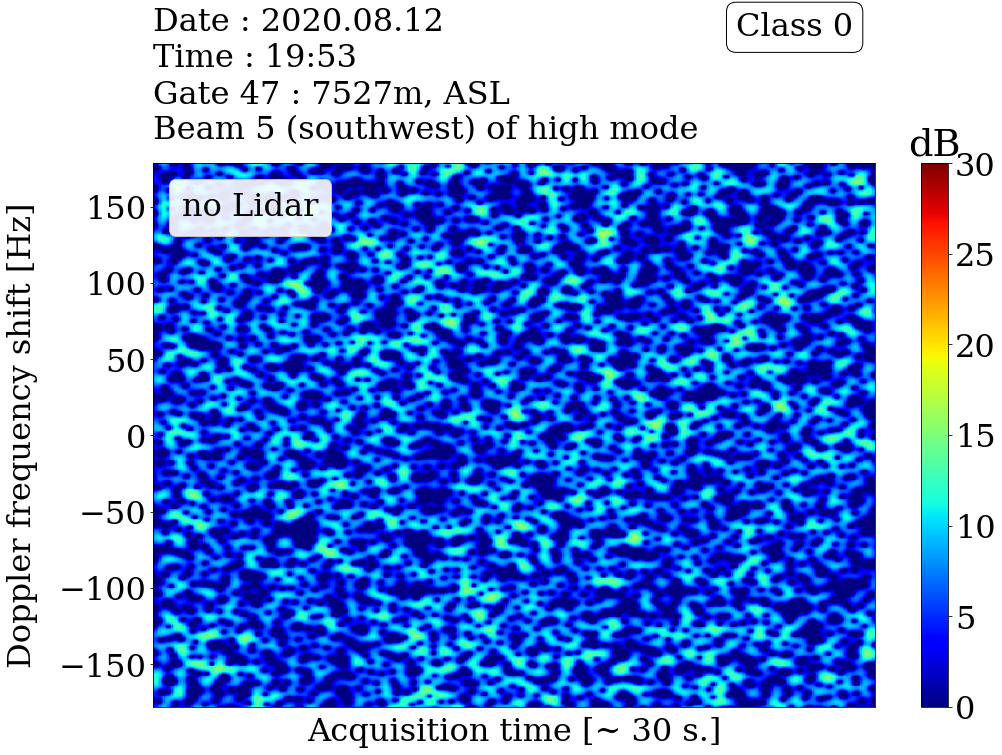 Date : 2020.08.12
Time : 19:53
Gate 47 : 7527m, ASL
Beam 5 (southwest) of high mode
Class 0
dB
no Lidar
Doppler frequency shift [Hz]
150
100
50
0
−50
−100
−150
Acquisition time [~ 30 s.]
30
25
20
15
10
5
0